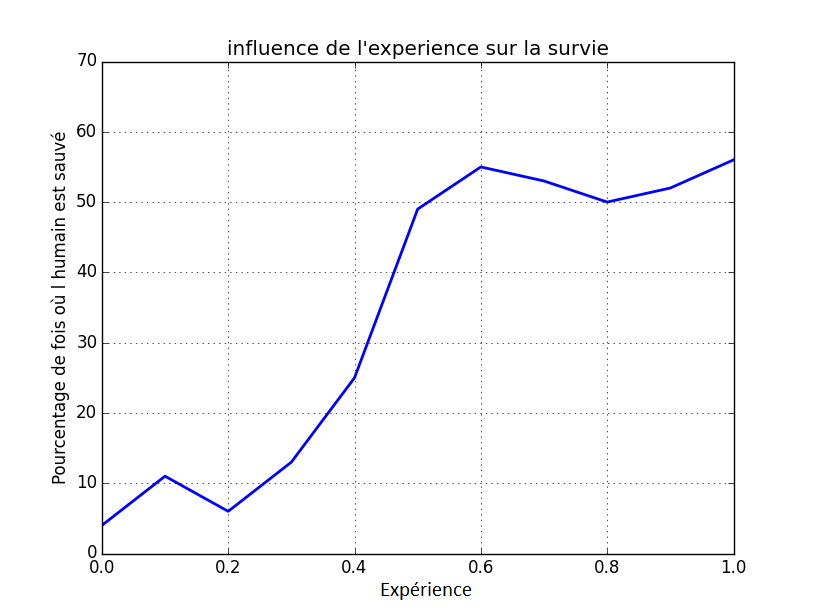 influence de l'experience sur la survie
Pourcentage de fois où l humain est sauvé
70
60
50
40
30
20
10
0
0.0 0.2 0.4 0.6 0.8 1.0
Expérience